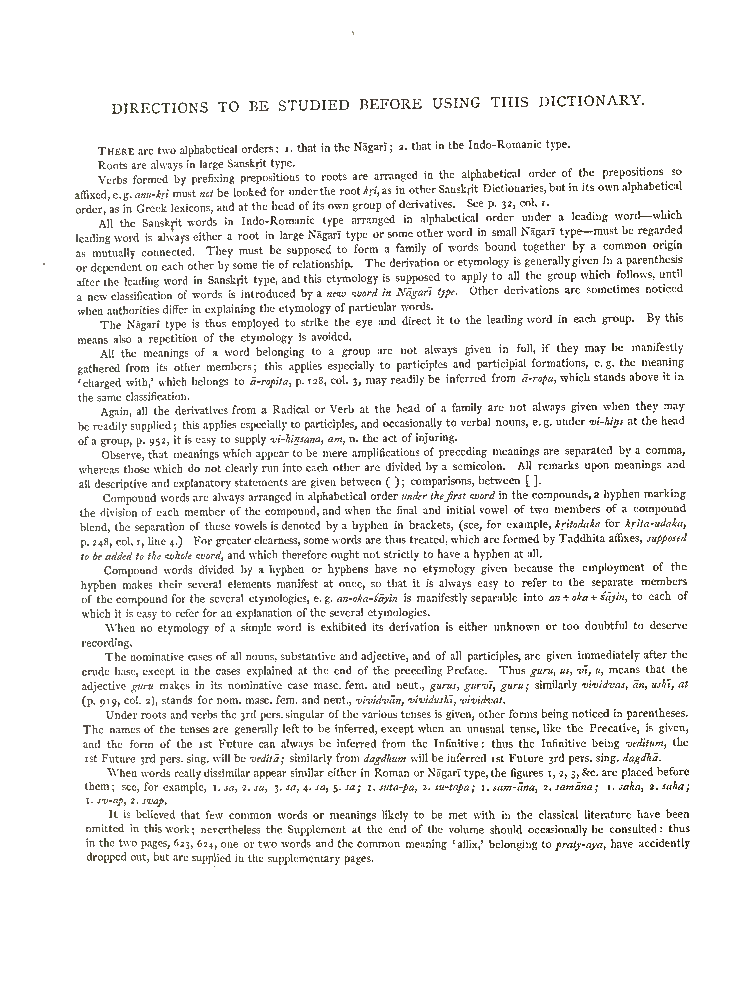 DIRECTIONS TO BE STUDIED BEFORE USING THIS DICTIONARY.
THERE are two alphabetical orders; 1. that in the Nāgarī; 2. that in the Indo-Romanic type.
Roots are always in large Sanskṛit type.
Verbs formed by prefixing prepositions to roots are arranged in the alphabetical order of the prepositions so
affixed, e. g. anu-kṛi must not be looked for under the root kṛi, as in other Sanskṛit Dictionaries, but in its own alphabetical
order, as in Greek lexicons, and at the head of its own group of derivatives. See p. 32, col. 1.
All the Sanskṛit words in Indo-Romanic type arranged in alphabetical order under a leading word—which
leading word is always either a root in large Nāgarī type or some other word in small Nāgarī type—must be regarded
as mutually connected. They must be supposed to form a family of words bound together by a common origin
or dependent on each other by some tie of relationship. The derivation or etymology is generally given in a parenthesis
after the leading word in Sanskṛit type, and this etymology is supposed to apply to all the group which follows, until
a new classification of words is introduced by a new word in Nāgarī type. Other derivations are sometimes noticed
when authorities differ in explaining the etymology of particular words.
The Nāgarī type is thus employed to strike the eye and direct it to the leading word in each group. By this
means also a repetition of the etymology is avoided.
All the meanings of a word belonging to a group are not always given in full, if they may be manifestly
gathered from its other members; this applies especially to participles and participial formations, e. g. the meaning
‘charged with,’ which belongs to ā-ropita, p. 128, col. 3, may readily be inferred from ā-ropa, which stands above it in
the same classification.
Again, all the derivatives from a Radical or Verb at the head of a family are not always given when they may
be readily supplied; this applies especially to participles, and occasionally to verbal nouns, e. g. under vi-hiṉs at the head
of a group, p. 952, it is easy to supply vi-hiṉsana, am, n. the act of injuring.
Observe, that meanings which appear to be mere amplifications of preceding meanings are separated by a comma,
whereas those which do not clearly run into each other are divided by a semicolon. All remarks upon meanings and
all descriptive and explanatory statements are given between ( ); comparisons, between [ ].
Compound words are always arranged in alphabetical order under the first word in the compounds, a hyphen marking
the division of each member of the compound, and when the final and initial vowel of two members of a compound
blend, the separation of these vowels is denoted by a hyphen in brackets, (see, for example, kṛitodaka for kṛita-udaka,
p. 248, col. 1, line 4.) For greater clearness, some words are thus treated, which are formed by Taddhita affixes, supposed
to be added to the whole word, and which therefore ought not strictly to have a hyphen at all.
Compound words divided by a hyphen or hyphens have no etymology given because the employment of the
hyphen makes their several elements manifest at once, so that it is always easy to refer to the separate members
of the compound for the several etymologies, e. g. an-oka-śāyin is manifestly separable into an + oka + śāyin, to each of
which it is easy to refer for an explanation of the several etymologies.
When no etymology of a simple word is exhibited its derivation is either unknown or too doubtful to deserve
recording.
The nominative cases of all nouns, substantive and adjective, and of all participles, are given immediately after the
crude base, except in the cases explained at the end of the preceding Preface. Thus guru, us, vī, u, means that the
adjective guru makes in its nominative case masc. fem. and neut., gurus, gurvī, guru; similarly vividvas, ān, ushī, at
(p. 919, col. 2), stands for nom. masc. fem. and neut., vividvān, vividushī, vividvat.
Under roots and verbs the 3rd pers. singular of the various tenses is given, other forms being noticed in parentheses.
The names of the tenses are generally left to be inferred, except when an unusual tense, like the Precative, is given,
and the form of the 1st Future can always be inferred from the Infinitive: thus the Infinitive being veditum, the
1st Future 3rd pers. sing. will be veditā; similarly from dagdhum will be inferred 1st Future 3rd pers. sing. dagdhā.
When words really dissimilar appear similar either in Roman or Nāgarī type, the figures 1, 2, 3, &c. are placed before
them; see, for example, 1. sa, 2. sa, 3. sa, 4. sa, 5. sa; 1. suta-pa, 2. su-tapa; 1. sam-āna, 2. samāna; 1. saha, 2. saha;
1. sv-ap, 2. svap.
It is believed that few common words or meanings likely to be met with in the classical literature have been
omitted in this work; nevertheless the Supplement at the end of the volume should occasionally be consulted: thus
in the two pages, 623, 624, one or two words and the common meaning ‘affix,’ belonging to praty-aya, have accidently
dropped out, but are supplied in the supplementary pages.